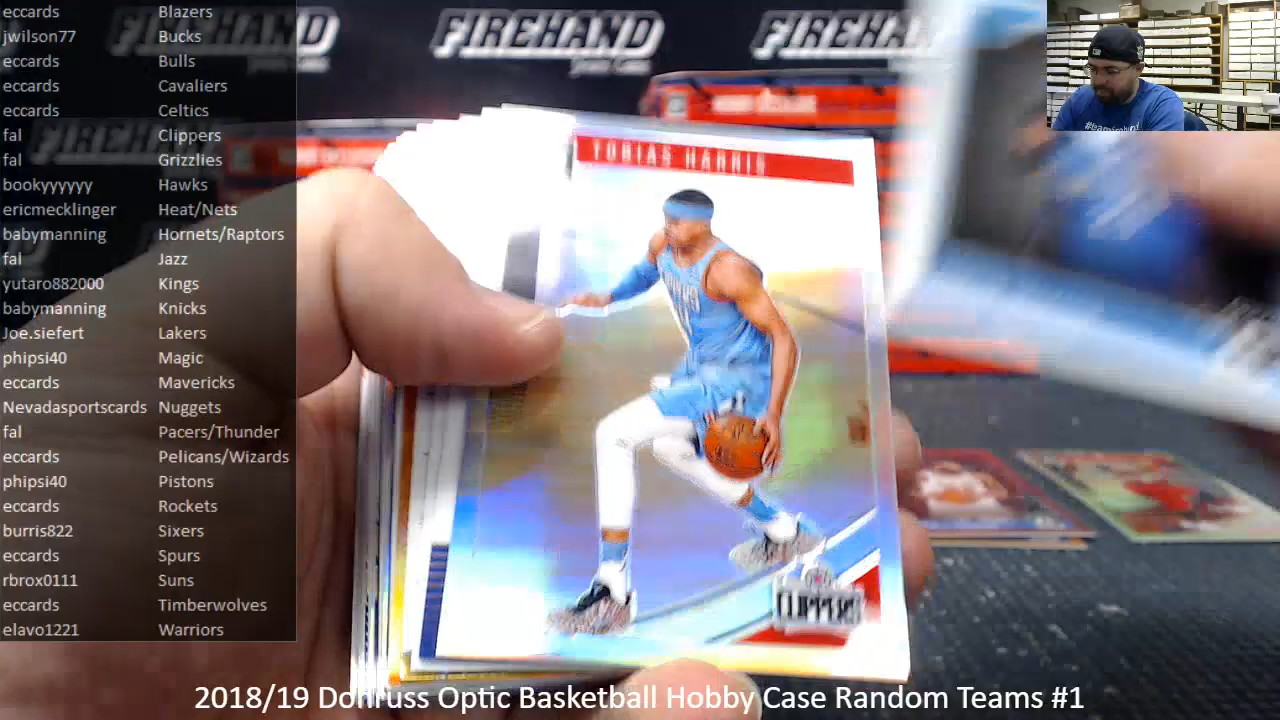 eccards Blazers
jwilson77 Bucks
eccards Bulls
eccards Cavaliers
eccards Celtics
fal Clippers
fal Grizzlies
bookyyyyyy Hawks
ericmecklinger Heat/Nets
babymanning Hornets/Raptors
fal Jazz
yutaro882000 Kings
babymanning Knicks
Joe.siefert Lakers
phipsi40 Magic
eccards Mavericks
Nevadasportscards Nuggets
fal Pacers/Thunder
eccards Pelicans/Wizards
phipsi40 Pistons
eccards Rockets
burris822 Sixers
eccards Spurs
rbrox0111 Suns
eccards Timberwolves
elavo1221 Warriors
FIREHAND
FIREHAND
FIREHAND
FIREHAND
TOBIAS HARRIS
CLIPPERS
2018/19 Donruss Optic Basketball Hobby Case Random Teams #1